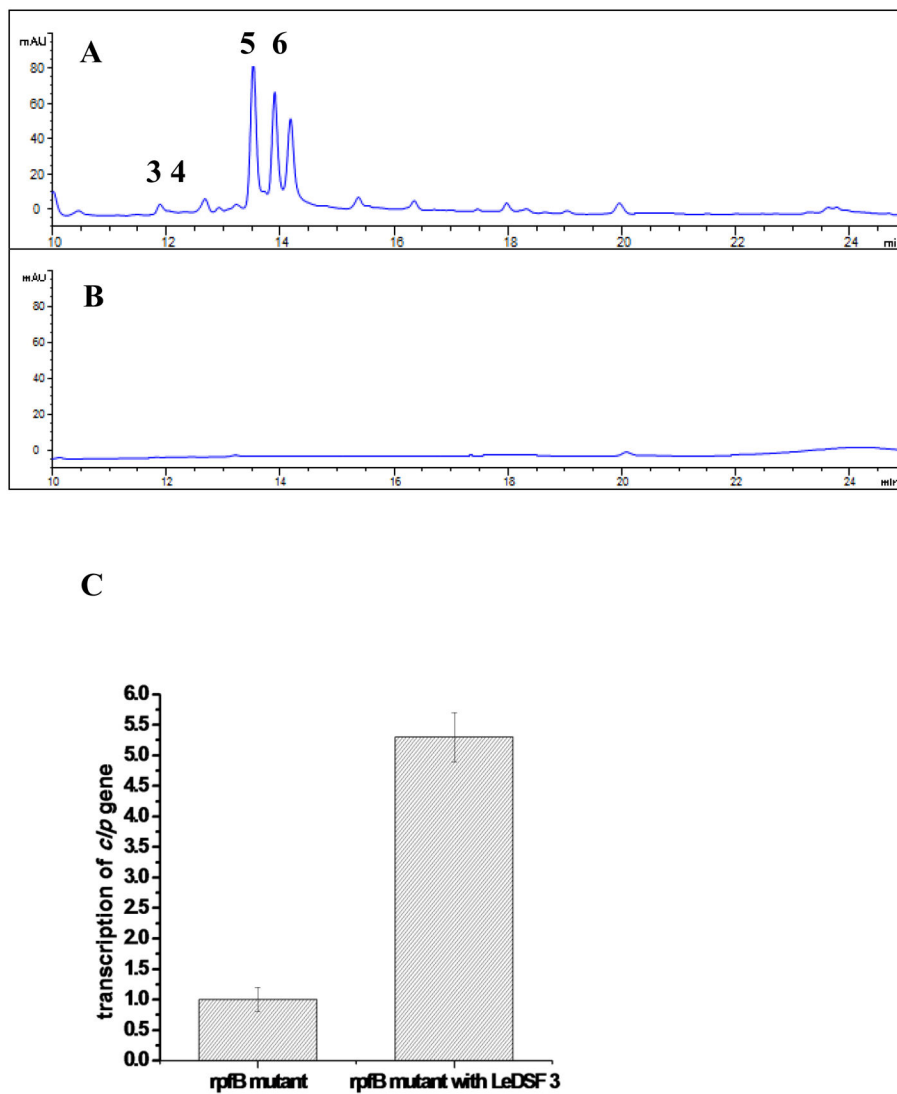 A
5 6
3 4
mAU
80
60
40
20
0
10 12 14 16 18 20 22 24 mi
B
mAU
80
60
40
20
0
10 12 14 16 18 20 22 24 min
C
transcription of clp gene
6.0
5.5
5.0
4.5
4.0
3.5
3.0
2.5
2.0
1.5
1.0
0.5
0.0
rpfB mutant
rpfB mutant with LeDSF 3